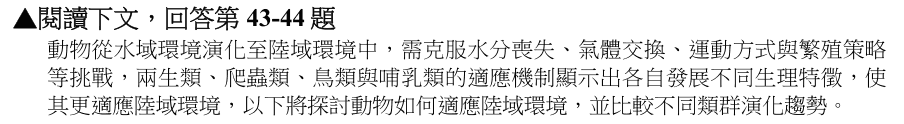 ▲閱讀下文，回答第 43-44 題
動物從水域環境演化至陸域環境中，需克服水分喪失、氣體交換、運動方式與繁殖策略
等挑戰，兩生類、爬蟲類、鳥類與哺乳類的適應機制顯示出各自發展不同生理特徵，使
其更適應陸域環境，以下將探討動物如何適應陸域環境，並比較不同類群演化趨勢。